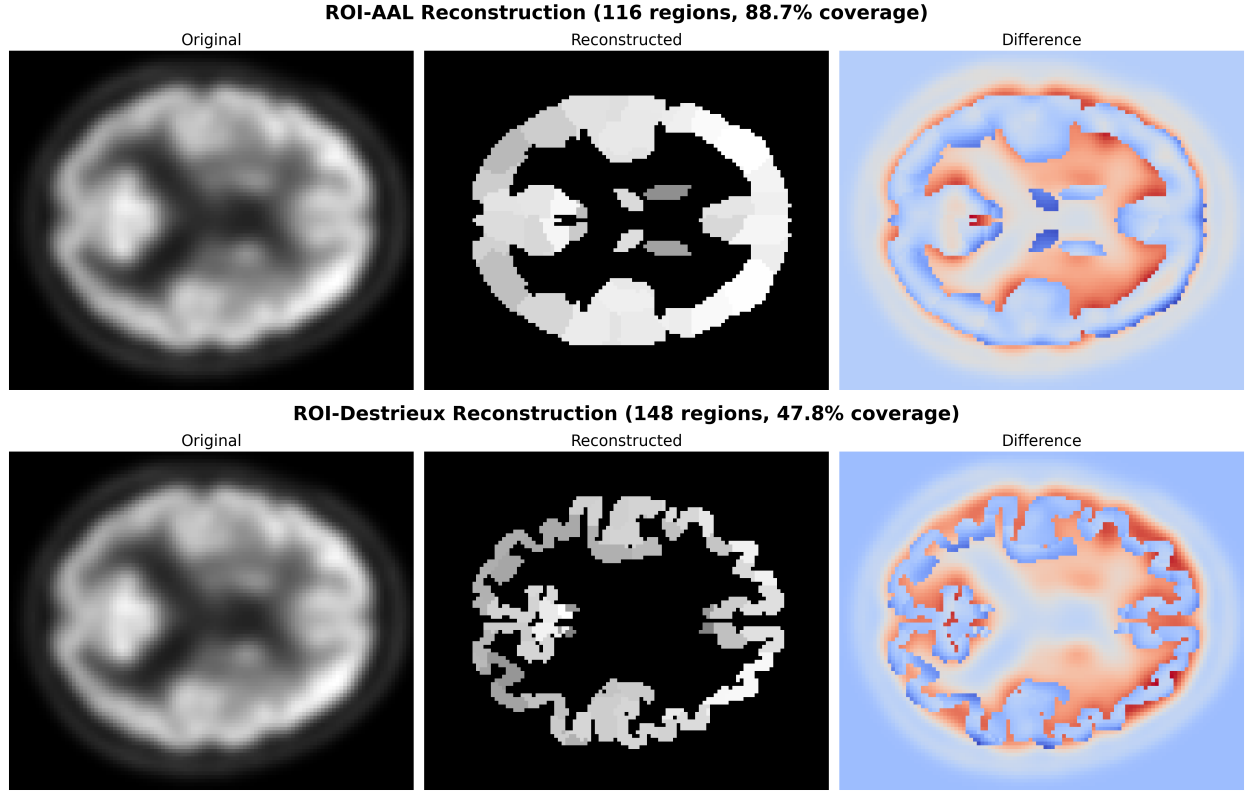 ROI-AAL Reconstruction (116 regions, 88.7% coverage)
Original
Reconstructed
Difference
ROI-Destrieux Reconstruction (148 regions, 47.8% coverage)
Original
Reconstructed
Difference